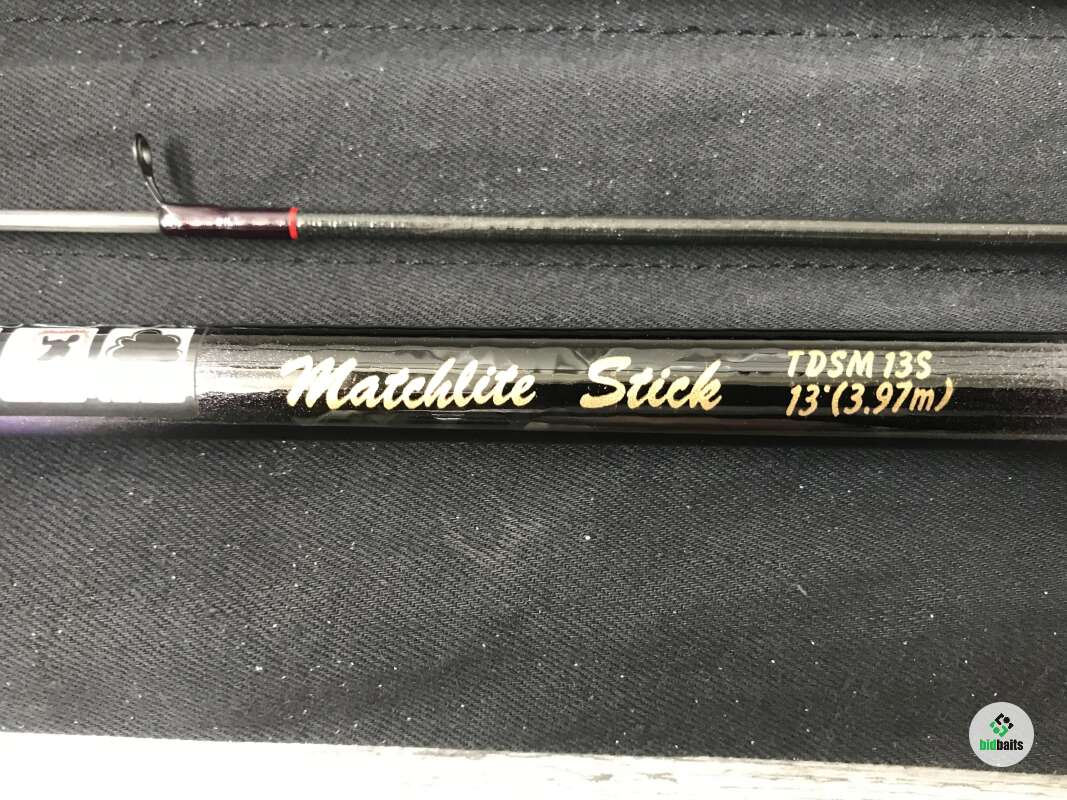 Matchlite Stick
TDSM 13S
13'(3.97m)
bidbaits